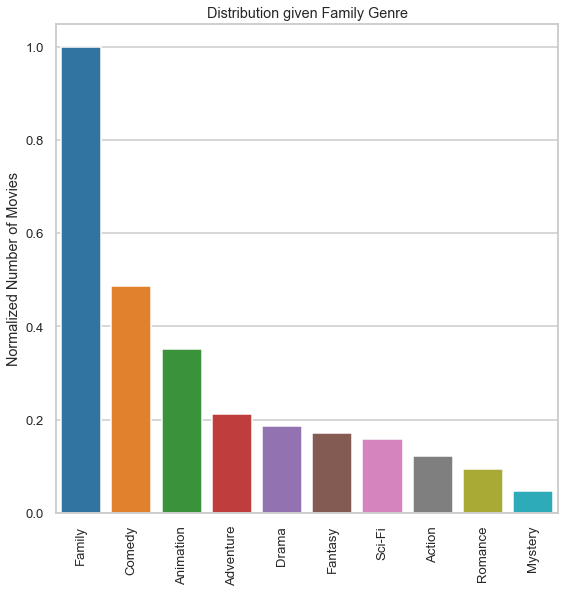 Distribution given Family Genre
Normalized Number of Movies
1.0
0.8
0.6
0.4
0.2
0.0
Family
Comedy
Animation
Adventure
Drama
Fantasy
Sci-Fi
Action
Romance
Mystery